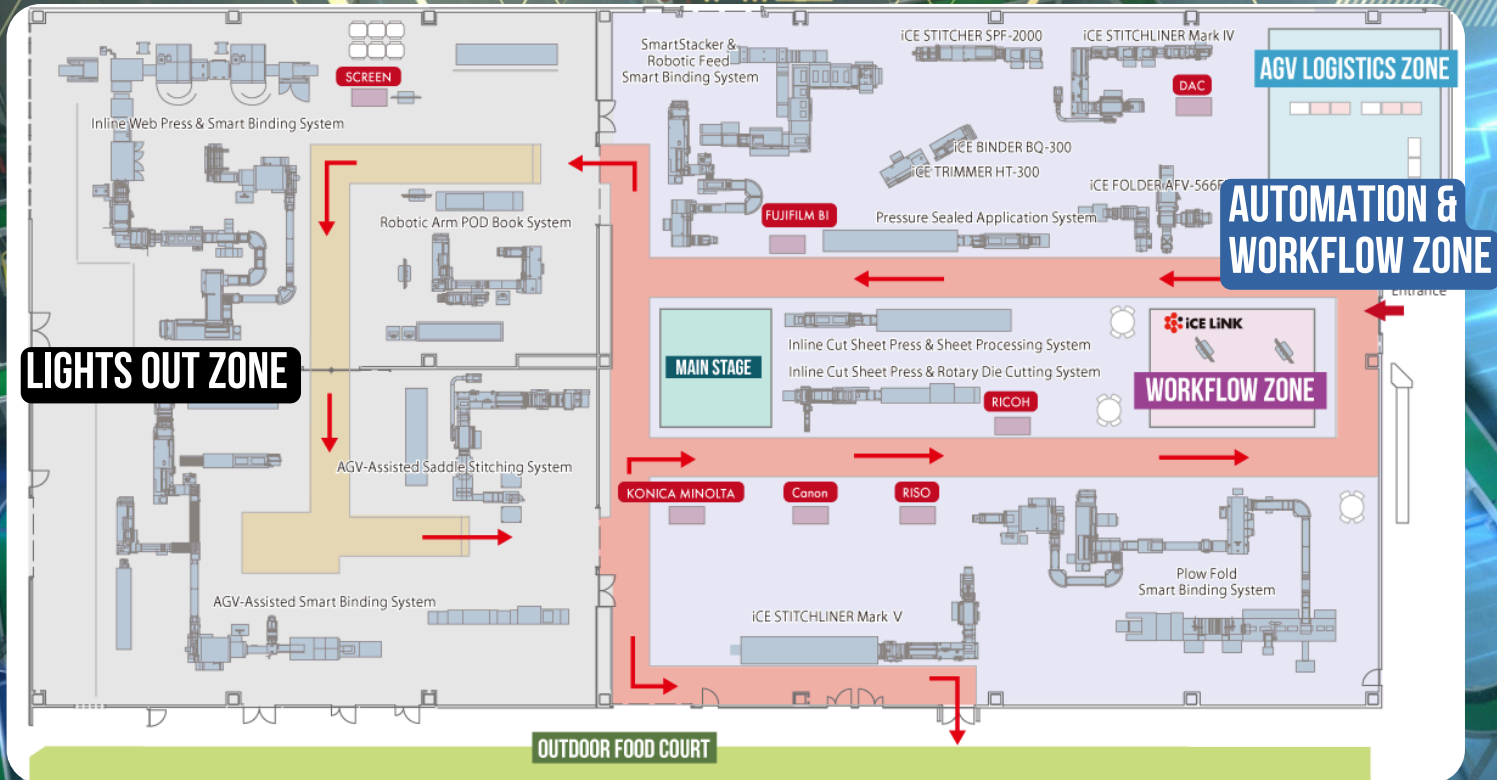 SCREEN
Inline Web Press & Smart Binding System
Robotic Arm POD Book System
LIGHTS OUT ZONE
AGV-Assisted Saddle Stitching System
AGV-Assisted Smart Binding System
SmartStacker &
Robotic Feed
Smart Binding System
iCE STITCHER SPF-2000
iCE STITCHLINER Mark IV
DAC
AGV LOGISTICS ZONE
iCE BINDER BQ-300
iCE TRIMMER HT-300
iCE FOLDER AFV-566F
FUJIFILM BI
Pressure Sealed Application System
AUTOMATION &
WORKFLOW ZONE
Entrance
MAIN STAGE
Inline Cut Sheet Press & Sheet Processing System
Inline Cut Sheet Press & Rotary Die Cutting System
RICOH
iCE LiNK
WORKFLOW ZONE
KONICA MINOLTA
Canon
RISO
Plow Fold
Smart Binding System
iCE STITCHLINER Mark V
OUTDOOR FOOD COURT